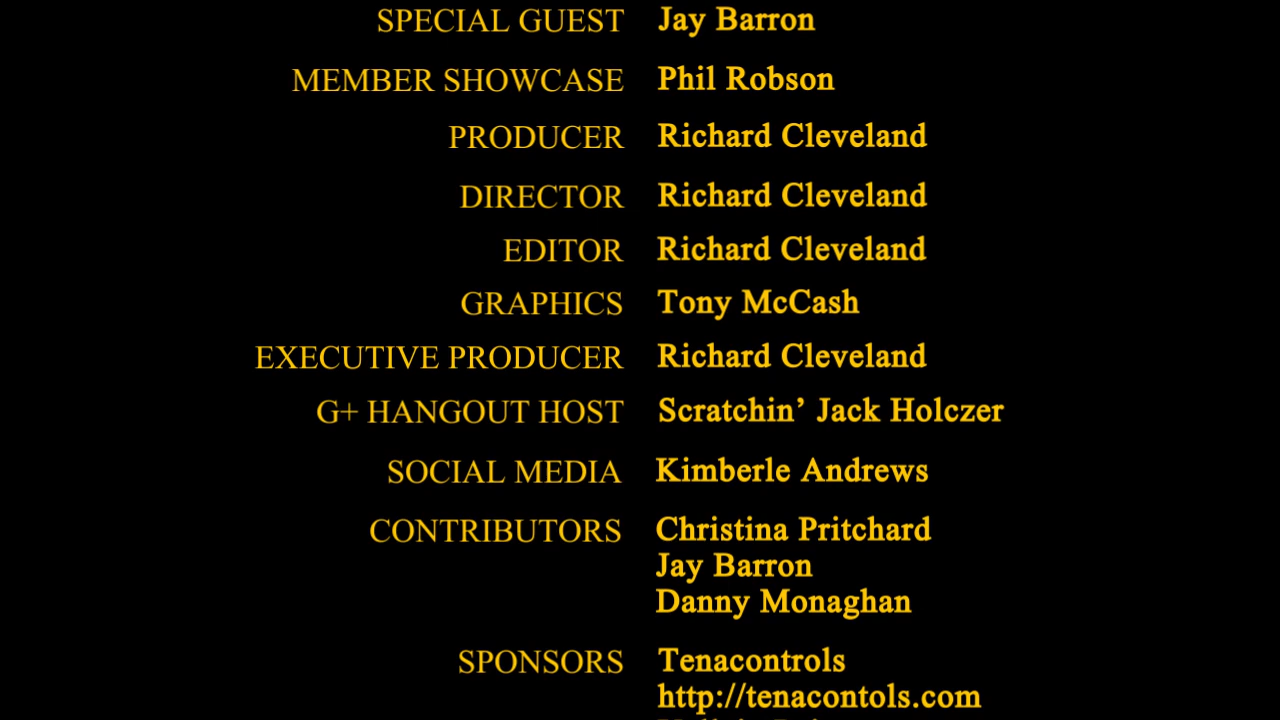 SPECIAL GUEST Jay Barron
MEMBER SHOWCASE Phil Robson
PRODUCER Richard Cleveland
DIRECTOR Richard Cleveland
EDITOR Richard Cleveland
GRAPHICS Tony McCash
EXECUTIVE PRODUCER Richard Cleveland
G+ HANGOUT HOST Scratchin’ Jack Holczer
SOCIAL MEDIA Kimberle Andrews
CONTRIBUTORS Christina Pritchard
Jay Barron
Danny Monaghan
SPONSORS Tenacontrols
http://tenacontols.com